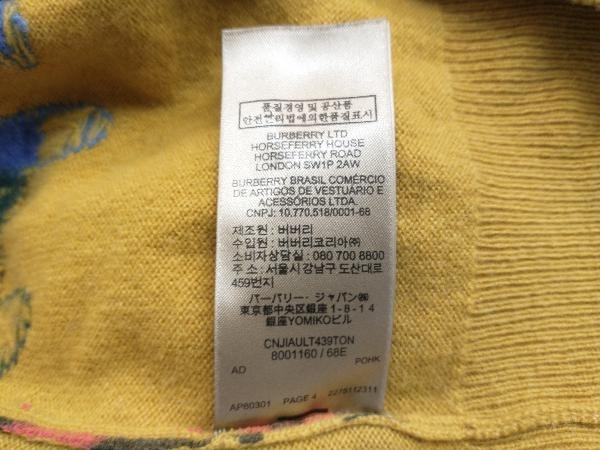 품질경영 및 공산품
안전관리법에의한품질표시
BURBERRY LTD
HORSEFERRY HOUSE
HORSEFERRY ROAD
LONDON SW1P 2AW
BURBERRY BRASIL COMÉRCIO
DE ARTIGOS DE VESTUÁRIO E
ACESSÓRIOS LTDA.
CNPJ: 10.770.518/0001-68
제조원 : 버버리
수입원 : 버버리코리아㈜
소비자상담실 : 080 700 8800
주 소 : 서울시 강남구 도산대로
459번지
バーバリー・ジャパン㈱
東京都中央区銀座1-8-14
銀座YOMIKOビル
CNJIAULT439TON
8001160 / 68E
AD POHK
AP60301 PAGE 4 2276112311